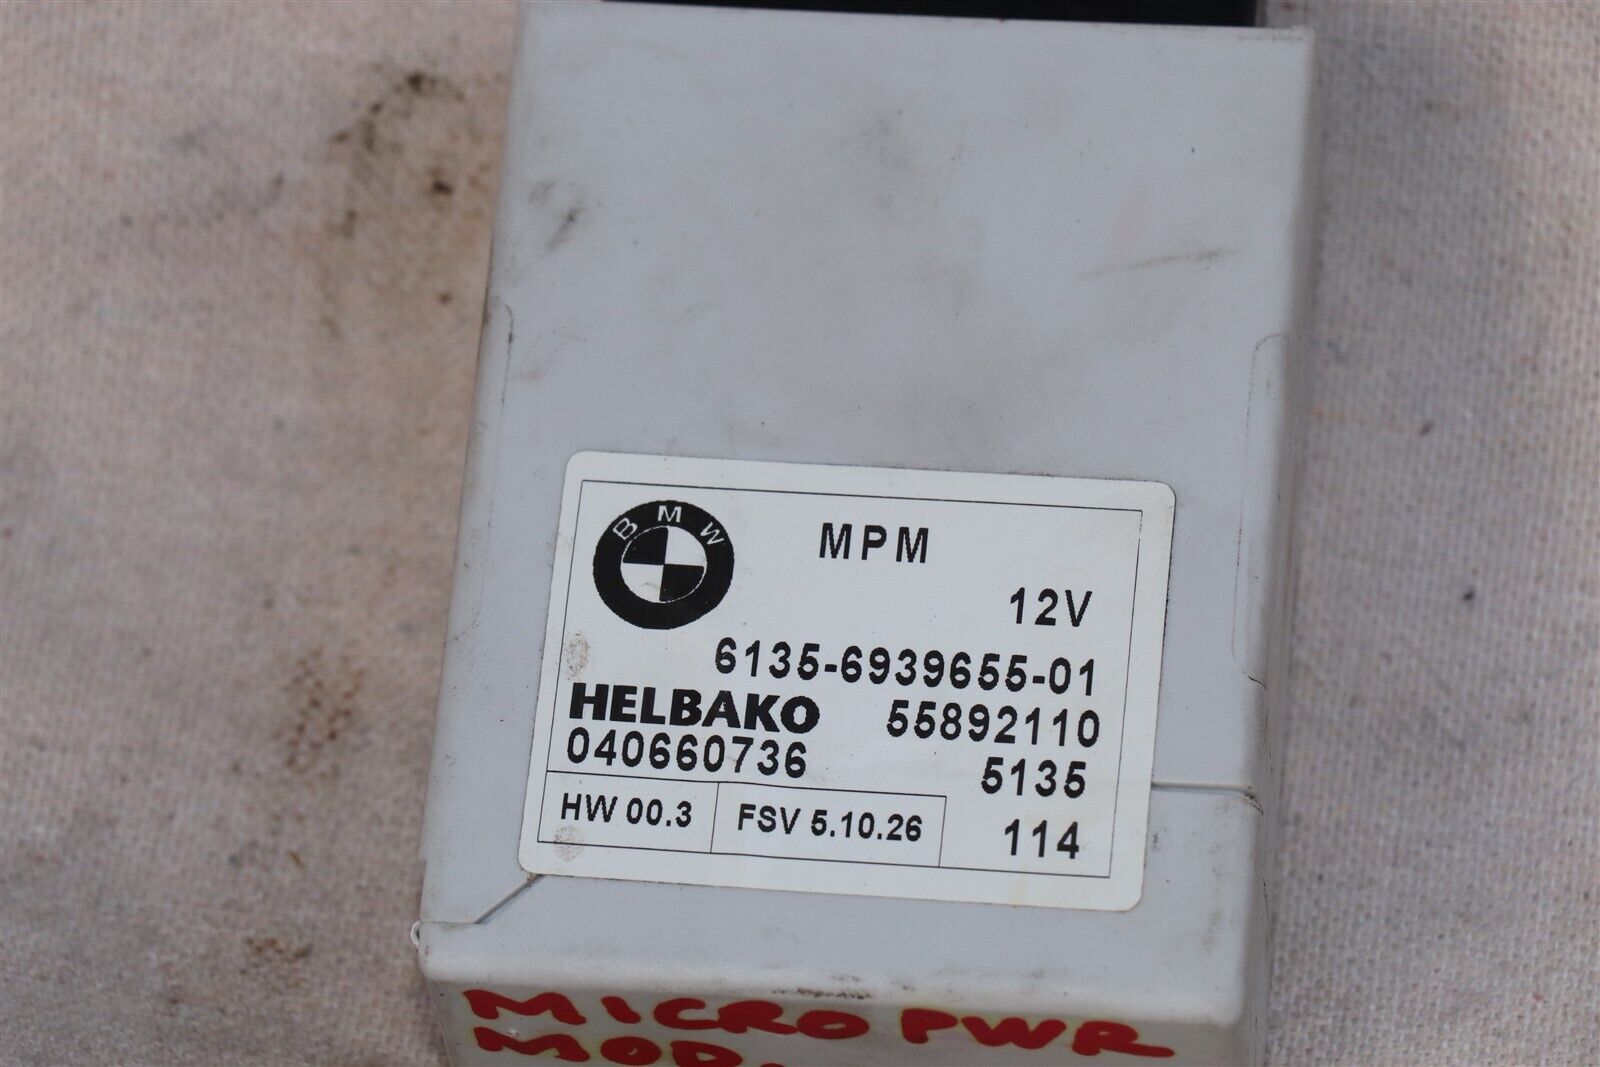 BMW
MPM
12V
6135-6939655-01
HELBAKO 55892110
040660736 5135
HW 00.3 FSV 5.10.26 114
MICRO PWR
MOD.